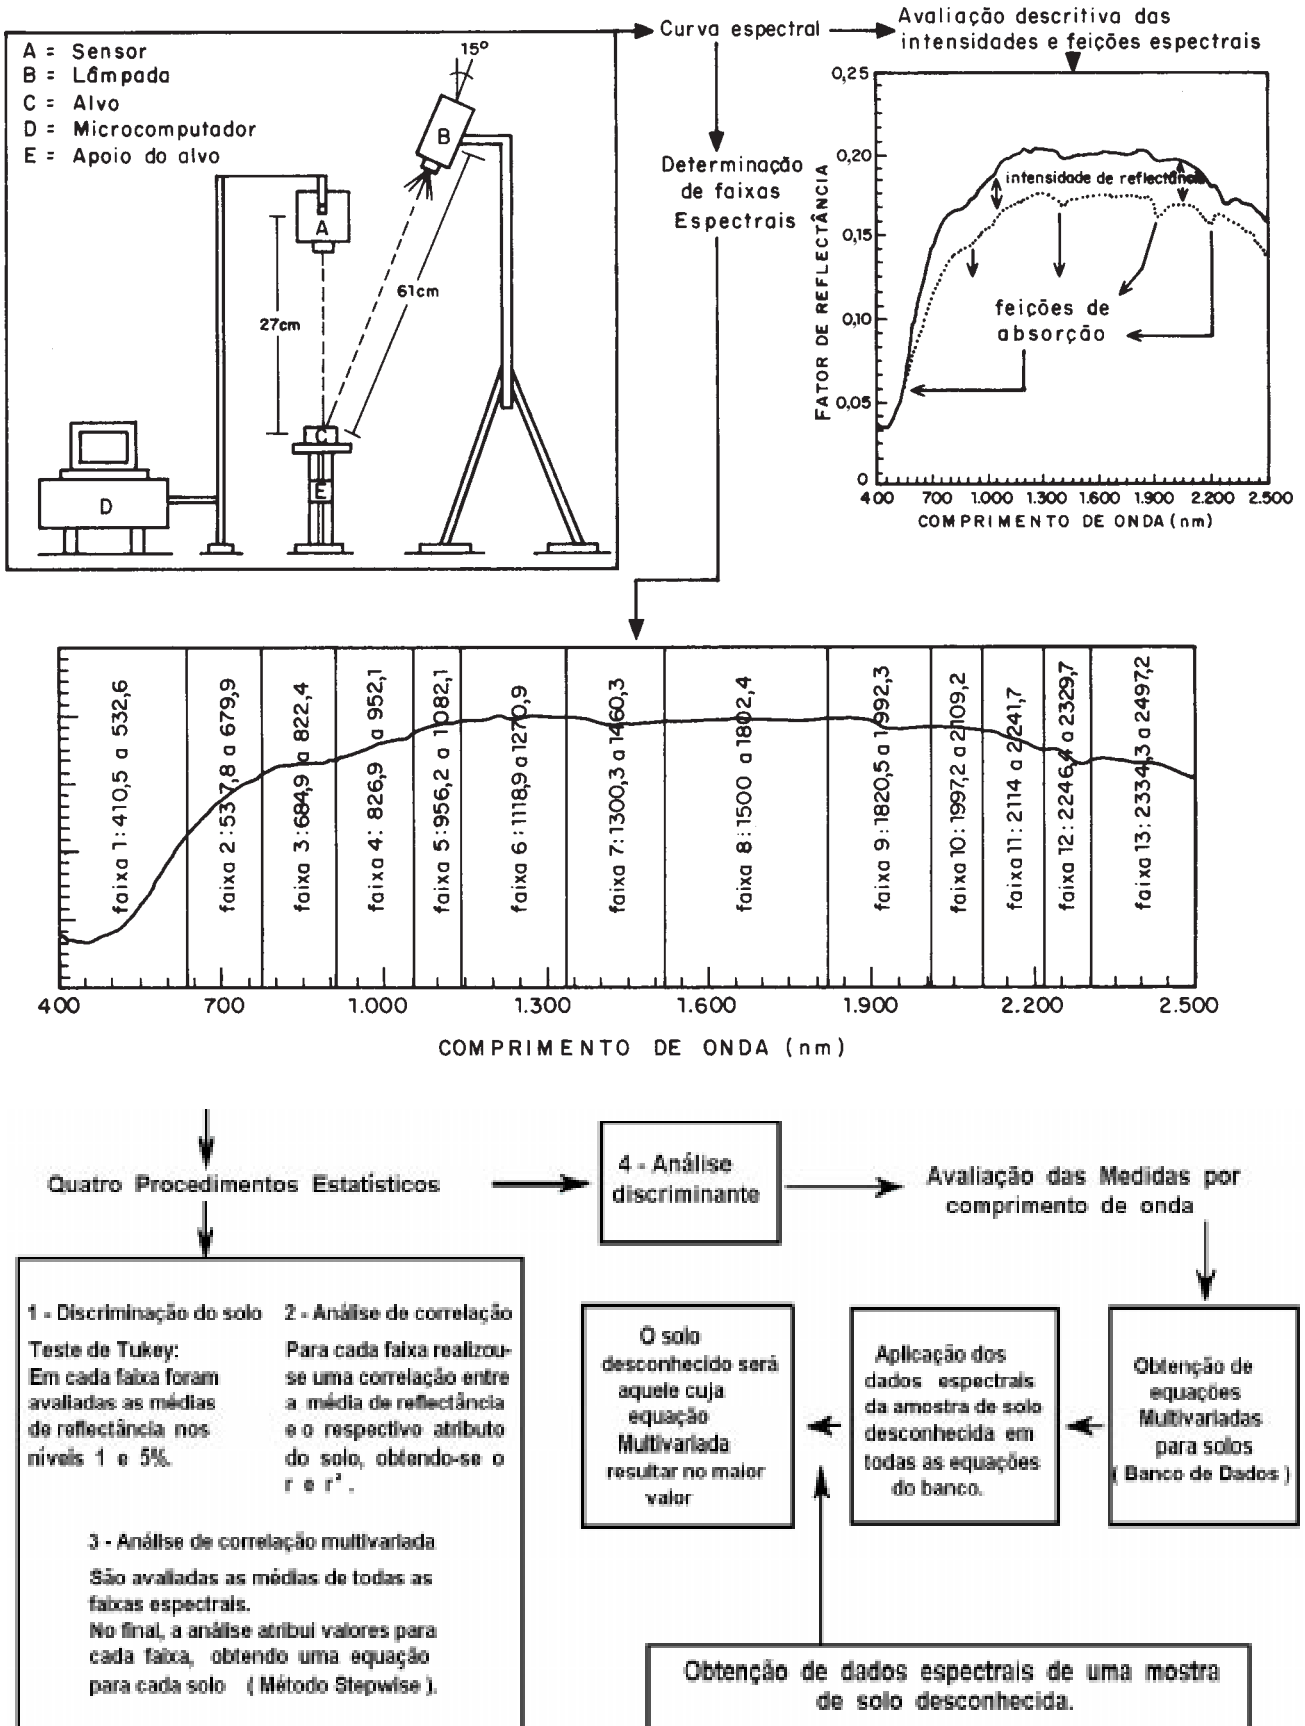 A = Sensor
B = Lâmpada
C = Alvo
D = Microcomputador
E = Apoio do alvo
15°
B
A
61cm
27cm
C
E
D
Curva espectral
Avaliação descritiva das
intensidades e feições espectrais
Determinação
de faixas
Espectrais
FATOR DE REFLECTÂNCIA
0,25
0,20
0,15
0,10
0,05
0
intensidade de reflectância
feições de
absorção
400 700 1.000 1.300 1.600 1.900 2.200 2.500
COMPRIMENTO DE ONDA (nm)
faixa 1:410,5 a 532,6
faixa 2:537,8 a 679,9
faixa 3:684,9 a 822,4
faixa 4: 826,9 a 952,1
faixa 5:956,2 a 1082,1
faixa 6:1118,9 a 1270,9
faixa 7:1300,3 a 1460,3
faixa 8:1500 a 1802,4
faixa 9:1820,5 a 1992,3
faixa 10:1997,2 a 2109,2
faixa 11:2114 a 2241,7
faixa 12:2246,4 a 2329,7
faixa 13:2334,3 a 2497,2
400 700 1.000 1.300 1.600 1.900 2.200 2.500
COMPRIMENTO DE ONDA (nm)
Quatro Procedimentos Estatísticos
4 - Análise
discriminante
Avaliação das Medidas por
comprimento de onda
1 - Discriminação do solo
Teste de Tukey:
Em cada faixa foram
avaliadas as médias
de reflectância nos
níveis 1 e 5%.
2 - Análise de correlação
Para cada faixa realizou-
se uma correlação entre
a média de reflectância
e o respectivo atributo
do solo, obtendo-se o
r e r².
3 - Análise de correlação multivariada
São avaliadas as médias de todas as
faixas espectrais.
No final, a análise atribui valores para
cada faixa, obtendo uma equação
para cada solo ( Método Stepwise ).
O solo
desconhecido será
aquele cuja
equação
Multivariada
resultar no maior
valor
Aplicação dos
dados espectrais
da amostra de solo
desconhecida em
todas as equações
do banco.
Obtenção de
equações
Multivariadas
para solos
( Banco de Dados )
Obtenção de dados espectrais de uma mostra
de solo desconhecida.